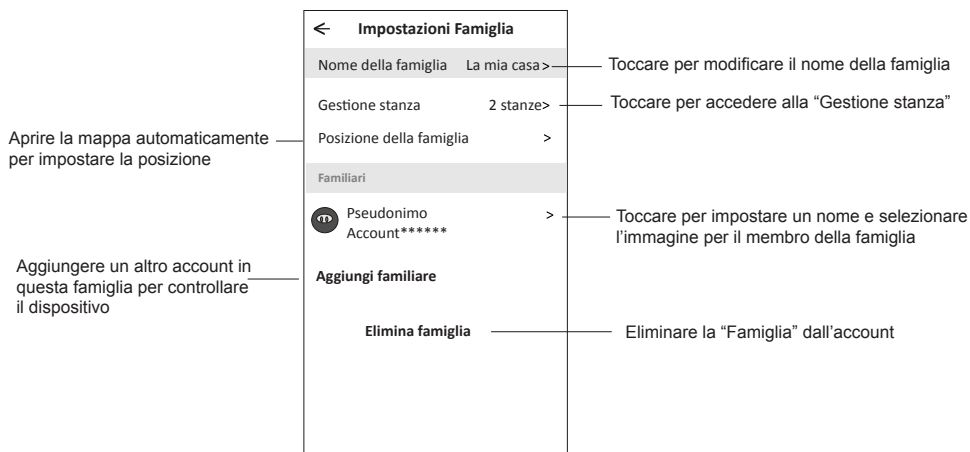 ← Impostazioni Famiglia
Nome della famiglia La mia casa >
Toccare per modificare il nome della famiglia
Gestione stanza 2 stanze>
Toccare per accedere alla “Gestione stanza”
Aprire la mappa automaticamente
per impostare la posizione
Posizione della famiglia >
Familiari
Pseudonimo >
Account******
Toccare per impostare un nome e selezionare
l’immagine per il membro della famiglia
Aggiungere un altro account in
questa famiglia per controllare
il dispositivo
Aggiungi familiare
Elimina famiglia
Eliminare la “Famiglia” dall’account